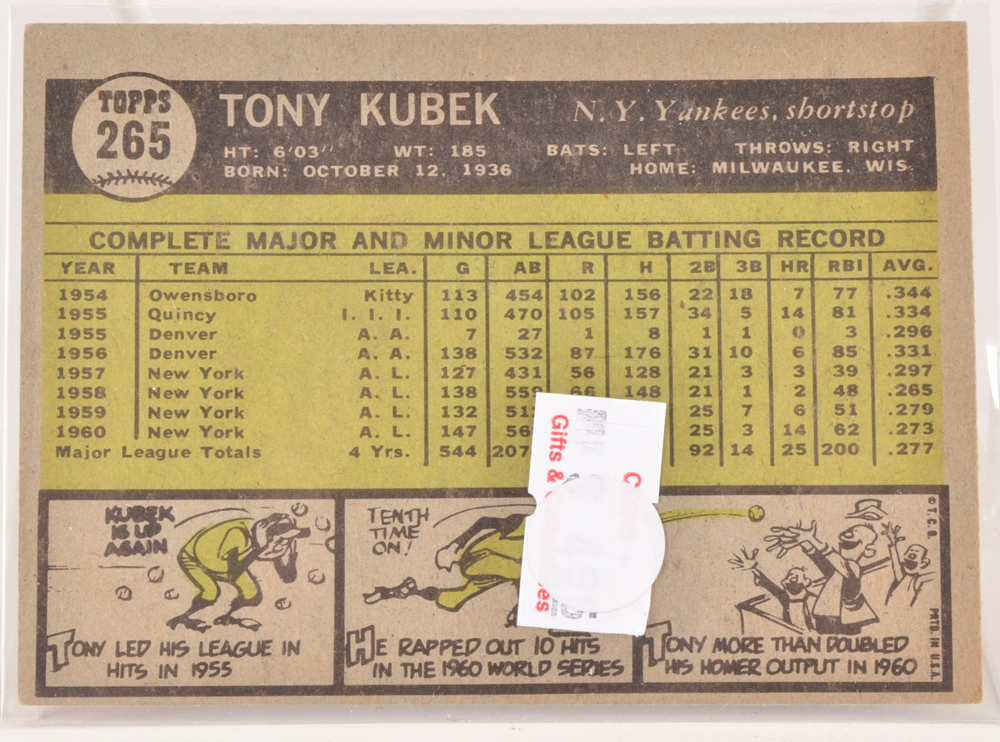 TOPPS
265
TONY KUBEK N. Y. Yankees, shortstop
HT: 6'03" WT: 185 BATS: LEFT THROWS: RIGHT
BORN: OCTOBER 12, 1936 HOME: MILWAUKEE, WIS.
COMPLETE MAJOR AND MINOR LEAGUE BATTING RECORD
YEAR TEAM LEA. G AB R H 2B 3B HR RBI AVG.
1954 Owensboro Kitty 113 454 102 156 22 18 7 77 .344
1955 Quincy I. I. I. 110 470 105 157 34 5 14 81 .334
1955 Denver A. A. 7 27 1 8 1 1 0 3 .296
1956 Denver A. A. 138 532 87 176 31 10 6 85 .331
1957 New York A. L. 127 431 56 128 21 3 3 39 .297
1958 New York A. L. 138 559 66 148 21 1 2 48 .265
1959 New York A. L. 132 25 7 6 51 .279
1960 New York A. L. 147 25 3 14 62 .273
Major League Totals 4 Yrs. 544 92 14 25 200 .277
KUBEK
IS UP
AGAIN
TONY LED HIS LEAGUE IN
HITS IN 1955
TENTH
TIME
ON!
HE RAPPED OUT 10 HITS
IN THE 1960 WORLD SERIES
Gifts &
TONY MORE THAN DOUBLED
HIS HOMER OUTPUT IN 1960
© T.C.G.
PRTD. IN U.S.A.